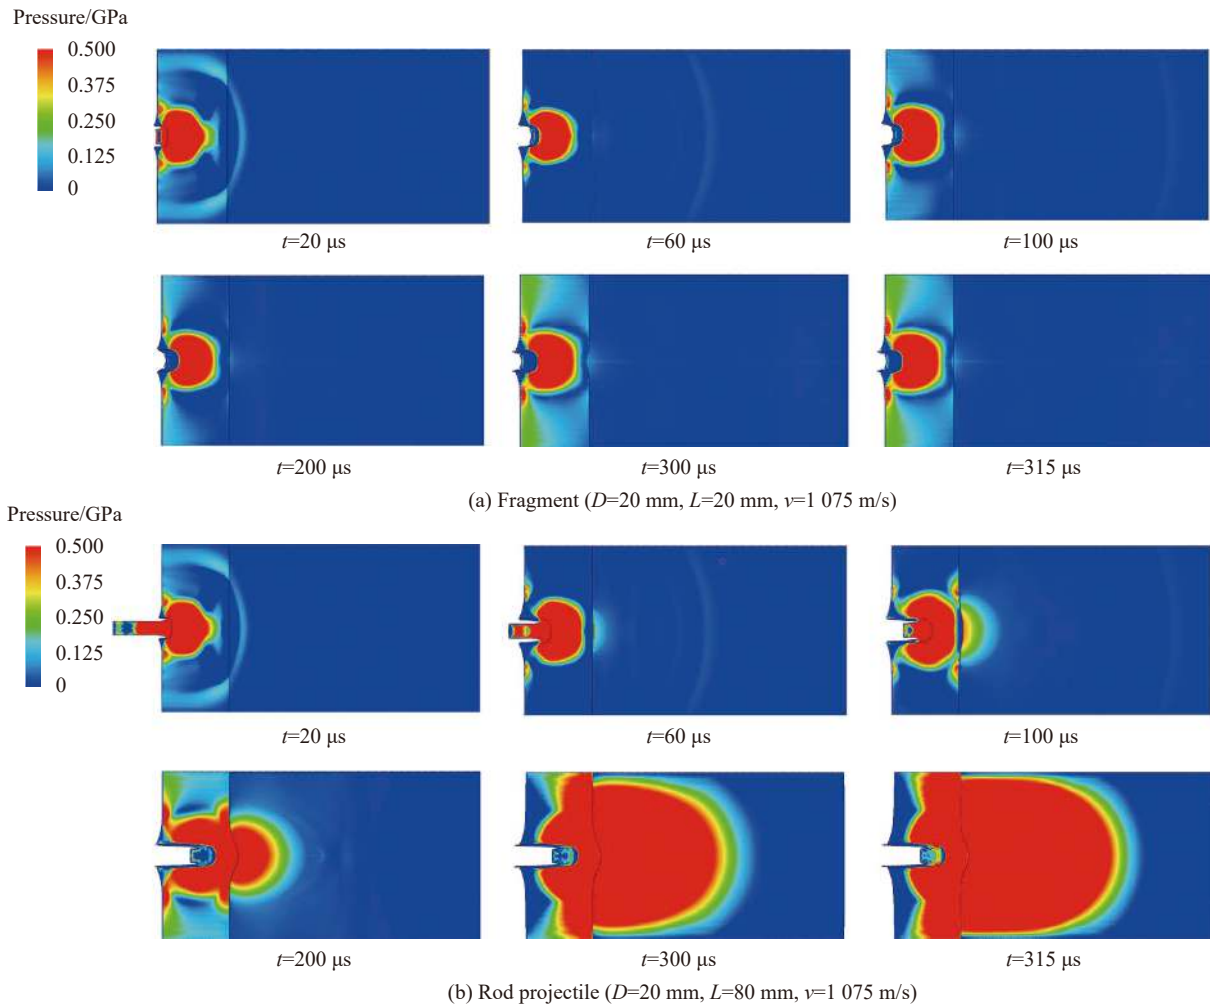 Pressure/GPa
0.500
0.375
0.250
0.125
0
t=20 μs
t=60 μs
t=100 μs
t=200 μs
t=300 μs
t=315 μs
(a) Fragment (D=20 mm, L=20 mm, v=1 075 m/s)
Pressure/GPa
0.500
0.375
0.250
0.125
0
t=20 μs
t=60 μs
t=100 μs
t=200 μs
t=300 μs
t=315 μs
(b) Rod projectile (D=20 mm, L=80 mm, v=1 075 m/s)